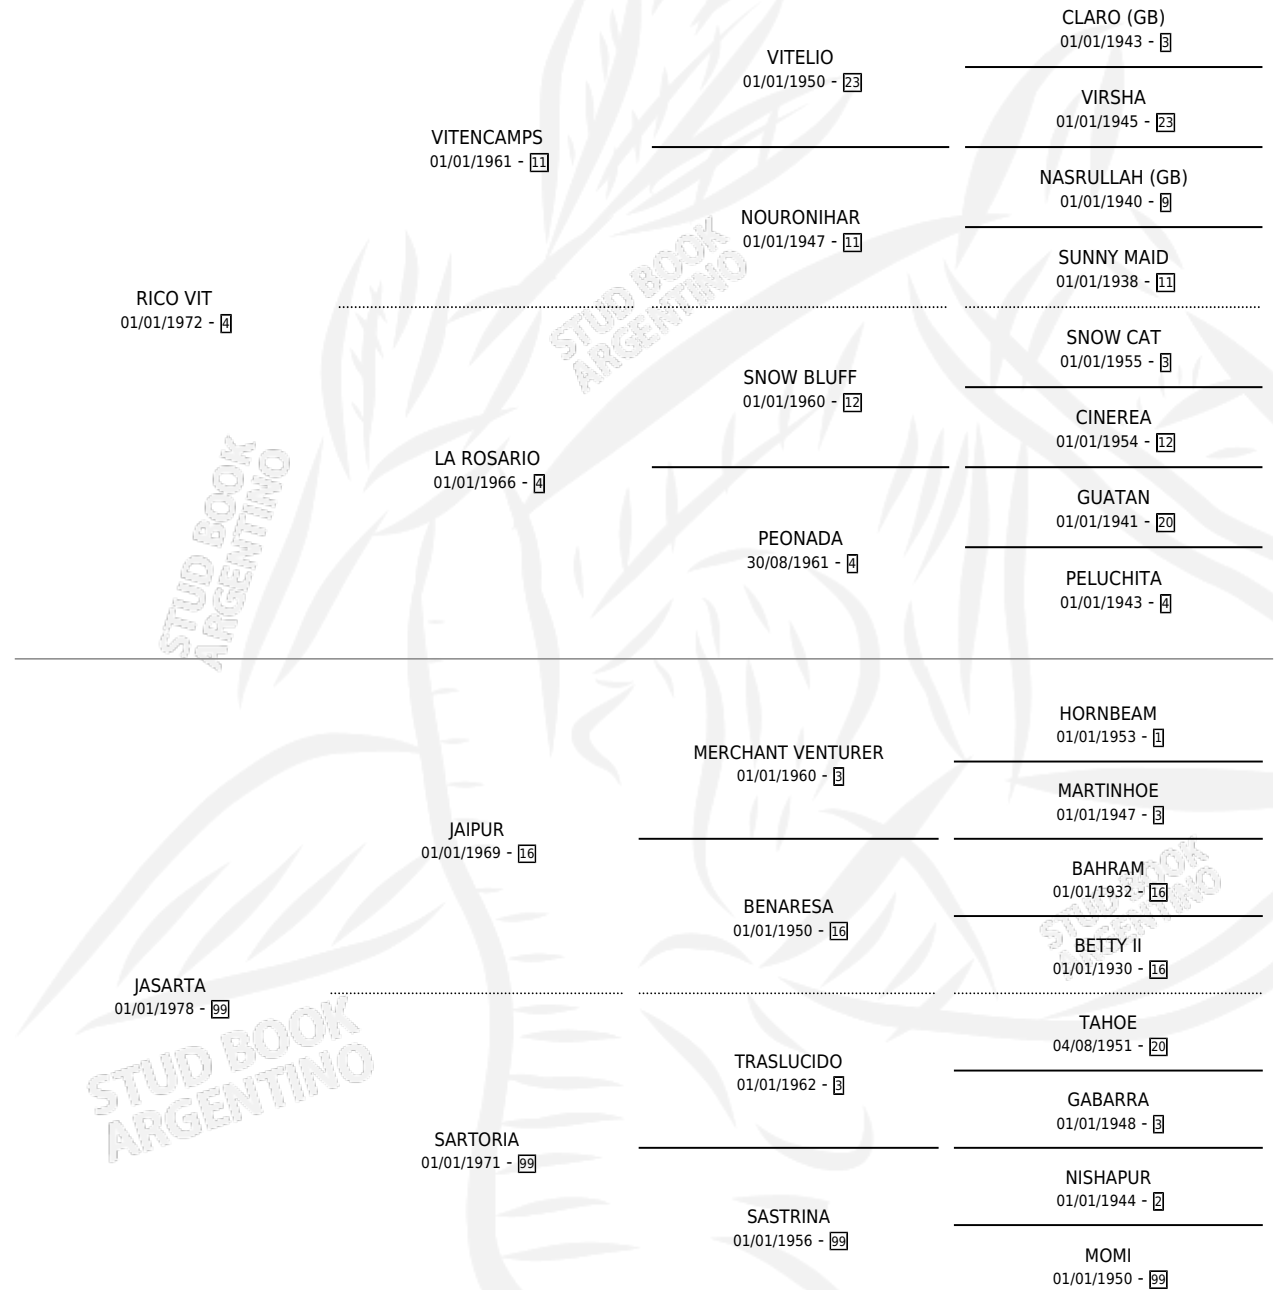 CLARO (GB)
01/01/1943 - 3
VITELIO
01/01/1950 - 23
VIRSHA
01/01/1945 - 23
VITENCAMPS
01/01/1961 - 11
NASRULLAH (GB)
01/01/1940 - 9
NOURONIHAR
01/01/1947 - 11
SUNNY MAID
01/01/1938 - 11
RICO VIT
01/01/1972 - 4
SNOW CAT
01/01/1955 - 3
SNOW BLUFF
01/01/1960 - 12
CINEREA
01/01/1954 - 12
LA ROSARIO
01/01/1966 - 4
GUATAN
01/01/1941 - 20
PEONADA
30/08/1961 - 4
PELUCHITA
01/01/1943 - 4
HORNBEAM
01/01/1953 - 1
MERCHANT VENTURER
01/01/1960 - 3
MARTINHOE
01/01/1947 - 3
JAIPUR
01/01/1969 - 16
BAHRAM
01/01/1932 - 16
BENARESA
01/01/1950 - 16
BETTY II
01/01/1930 - 16
JASARTA
01/01/1978 - 99
TAHOE
04/08/1951 - 20
TRASLUCIDO
01/01/1962 - 3
GABARRA
01/01/1948 - 3
SARTORIA
01/01/1971 - 99
NISHAPUR
01/01/1944 - 2
SASTRINA
01/01/1956 - 99
MOMI
01/01/1950 - 99
STUD BOOK
ARGENTINO
STUD BOOK
ARGENTINO
STUD BOOK
ARGENTINO
STUD BOOK
ARGENTINO